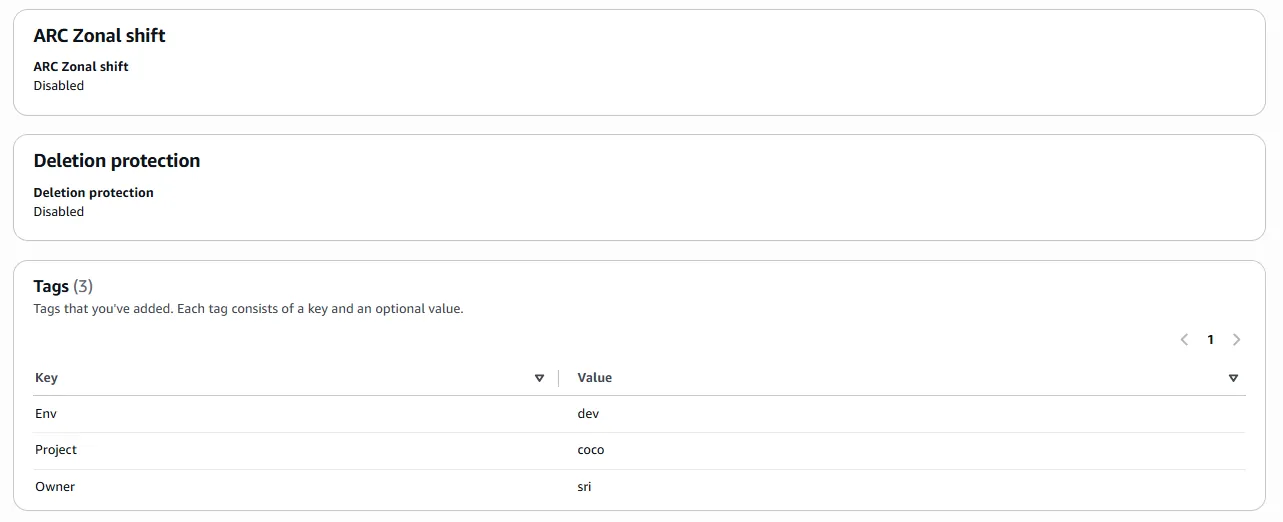 ARC Zonal shift
ARC Zonal shift
Disabled
Deletion protection
Deletion protection
Disabled
Tags (3)
Tags that you've added. Each tag consists of a key and an optional value.
1
Key Value
Env dev
Project coco
Owner sri